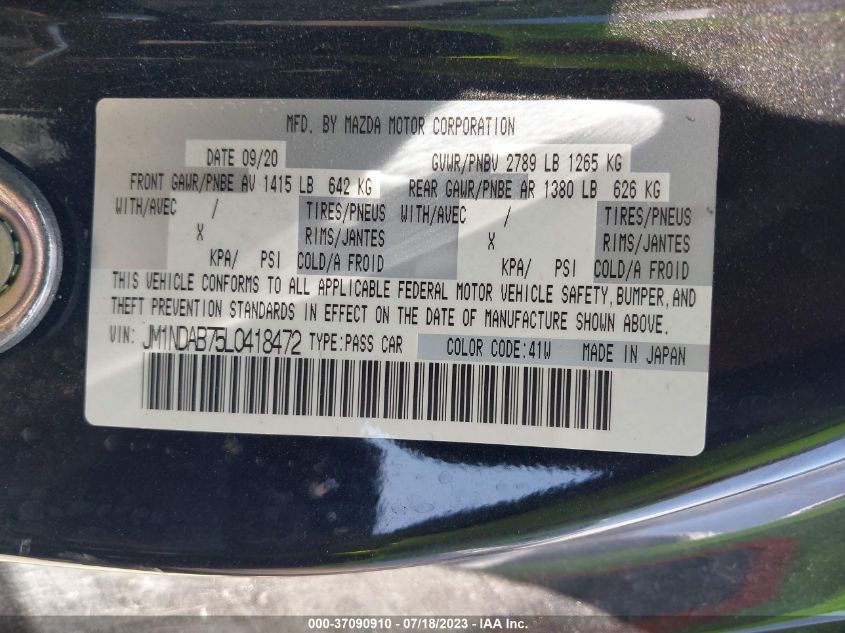 MFD. BY MAZDA MOTOR CORPORATION
DATE 09/20 GVWR/PNBV 2789 LB 1265 KG
FRONT GAWR/PNBE AV 1415 LB 642 KG REAR GAWR/PNBE AR 1380 LB 626 KG
WITH/AVEC / TIRES/PNEUS WITH/AVEC / TIRES/PNEUS
X RIMS/JANTES X RIMS/JANTES
KPA/ PSI COLD/A FROID KPA/ PSI COLD/A FROID
THIS VEHICLE CONFORMS TO ALL APPLICABLE FEDERAL MOTOR VEHICLE SAFETY, BUMPER, AND
THEFT PREVENTION STANDARDS IN EFFECT ON THE DATE OF MANUFACTURE SHOWN ABOVE.
VIN: JM1NDAB75L0418472 TYPE:PASS CAR COLOR CODE:41W MADE IN JAPAN
000-37090910 - 07/18/2023 - IAA Inc.